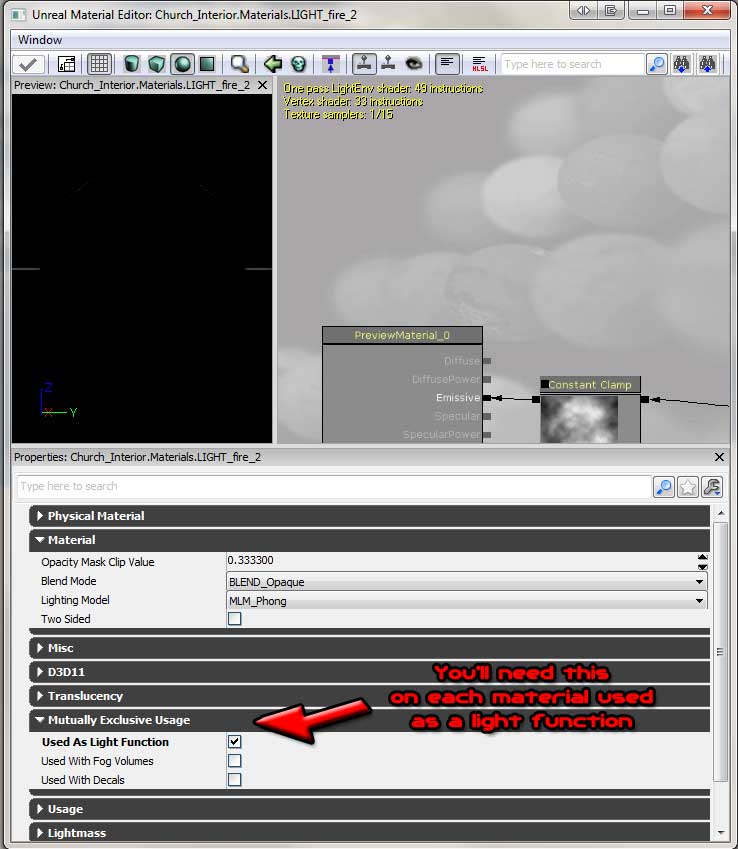 Unreal Material Editor: Church_Interior.Materials.LIGHT_fire_2
Window
HLSL
Type here to search
Preview: Church_Interior.Materials.LIGHT_fire_2
One pass LightEnv shader: 49 instructions
Vertex shader: 33 instructions
Texture samplers: 1/15
PreviewMaterial_0
Diffuse
DiffusePower
Emissive
Specular
SpecularPower
Constant Clamp
Z
X
Y
Properties: Church_Interior.Materials.LIGHT_fire_2
Type here to search
Physical Material
Material
Opacity Mask Clip Value 0.333300
Blend Mode BLEND_Opaque
Lighting Model MLM_Phong
Two Sided
Misc
D3D11
Translucency
Mutually Exclusive Usage
Used As Light Function
Used With Fog Volumes
Used With Decals
Usage
Lightmass
You'll need this
on each material used
as a light function